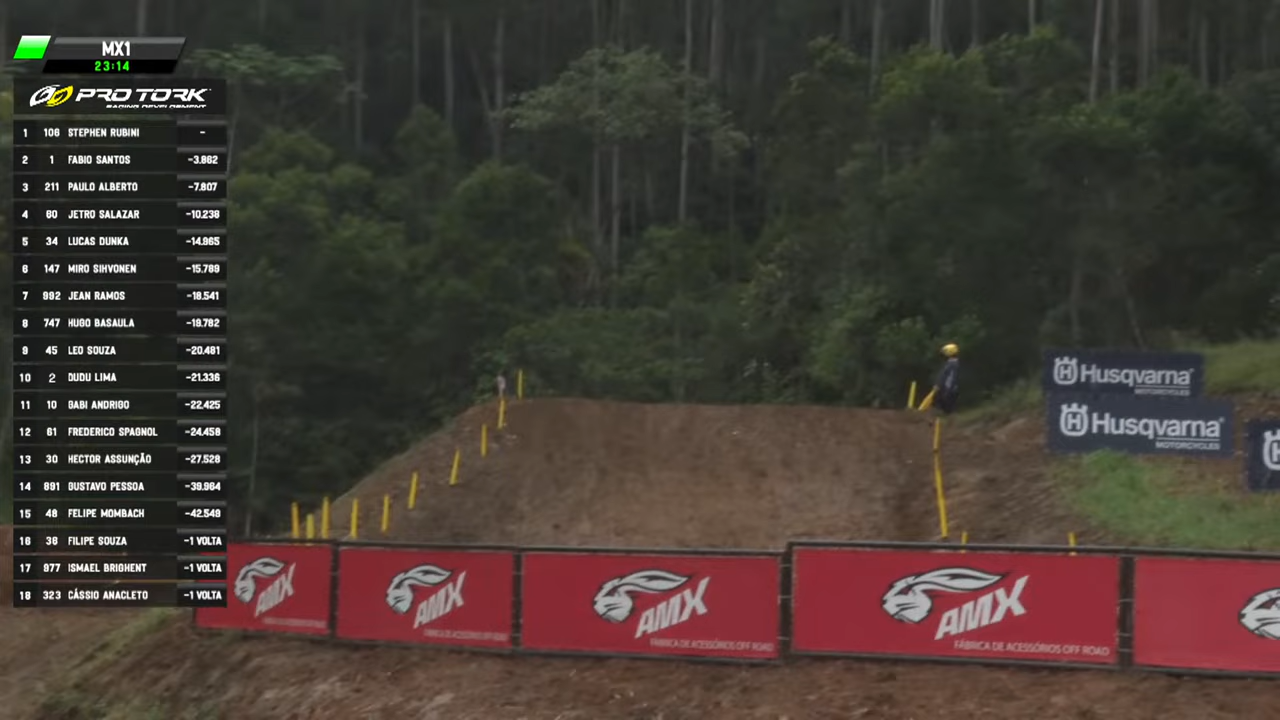 MX1
23:14
PRO TORK
RACING DEVELOPMENT
1 106 STEPHEN RUBINI -
2 1 FABIO SANTOS -3.862
3 211 PAULO ALBERTO -7.807
4 60 JETRO SALAZAR -10.238
5 34 LUCAS DUNKA -14.965
6 147 MIRO SIHVONEN -15.789
7 992 JEAN RAMOS -18.541
8 747 HUGO BASAULA -19.782
9 45 LEO SOUZA -20.481
10 2 DUDU LIMA -21.336
11 10 GABI ANDRIGO -22.425
12 61 FREDERICO SPAGNOL -24.458
13 30 HECTOR ASSUNÇÃO -27.528
14 891 GUSTAVO PESSOA -39.964
15 48 FELIPE MOMBACH -42.549
16 38 FILIPE SOUZA -1 VOLTA
17 977 ISMAEL BRIGHENT -1 VOLTA
18 323 CÁSSIO ANACLETO -1 VOLTA
Husqvarna
MOTORCYCLES
Husqvarna
MOTORCYCLES
AMX
FÁBRICA DE ACESSÓRIOS OFF ROAD
AMX
FÁBRICA DE ACESSÓRIOS OFF ROAD
AMX
FÁBRICA DE ACESSÓRIOS OFF ROAD
AMX
FÁBRICA DE ACESSÓRIOS OFF ROAD